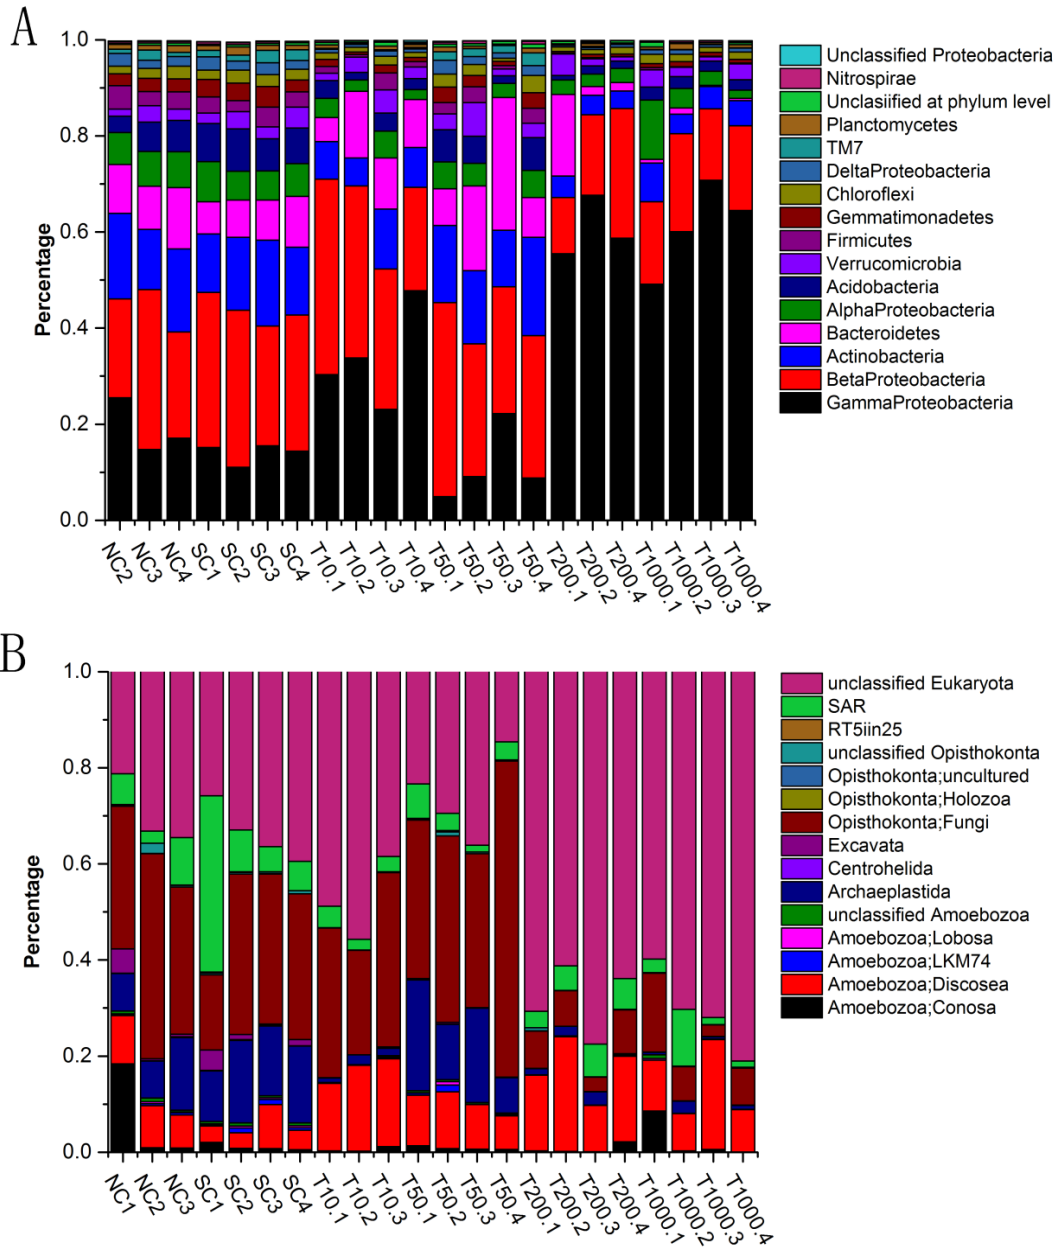 A
1.0
0.8
0.6
0.4
0.2
0.0
Percentage
NC2
NC3
NC4
SC1
SC2
SC3
SC4
T10.1
T10.2
T10.3
T10.4
T50.1
T50.2
T50.3
T50.4
T200.1
T200.2
T200.4
T1000.1
T1000.2
T1000.3
T1000.4
Unclassified Proteobacteria
Nitrospirae
Unclasiified at phylum level
Planctomycetes
TM7
DeltaProteobacteria
Chloroflexi
Gemmatimonadetes
Firmicutes
Verrucomicrobia
Acidobacteria
AlphaProteobacteria
Bacteroidetes
Actinobacteria
BetaProteobacteria
GammaProteobacteria
B
1.0
0.8
0.6
0.4
0.2
0.0
Percentage
NC1
NC2
NC3
SC1
SC2
SC3
SC4
T10.1
T10.2
T10.3
T50.1
T50.2
T50.3
T50.4
T200.1
T200.2
T200.3
T200.4
T1000.1
T1000.2
T1000.3
T1000.4
unclassified Eukaryota
SAR
RT5iin25
unclassified Opisthokonta
Opisthokonta;uncultured
Opisthokonta;Holozoa
Opisthokonta;Fungi
Excavata
Centrohelida
Archaeplastida
unclassified Amoebozoa
Amoebozoa;Lobosa
Amoebozoa;LKM74
Amoebozoa;Discosea
Amoebozoa;Conosa